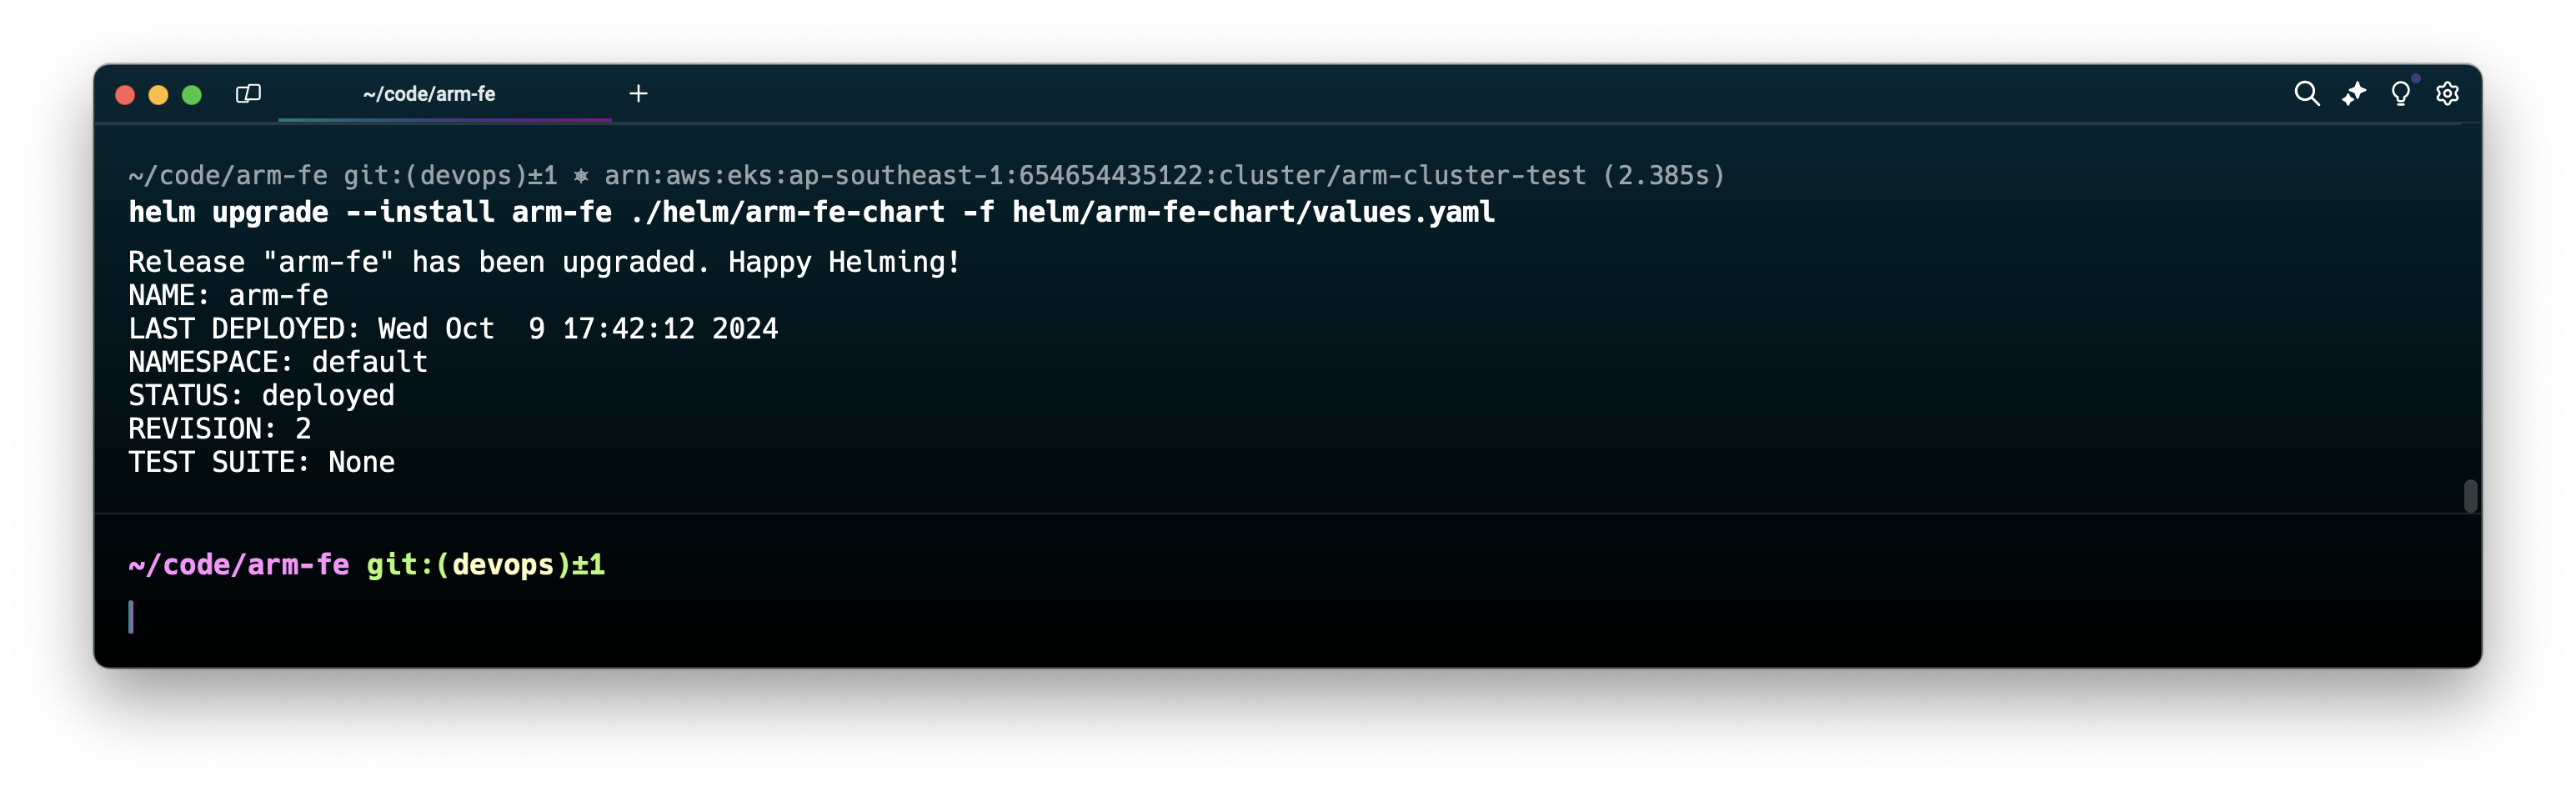 ~/code/arm-fe
~/code/arm-fe git:(devops)±1 ⎈ arn:aws:eks:ap-southeast-1:654654435122:cluster/arm-cluster-test (2.385s)
helm upgrade --install arm-fe ./helm/arm-fe-chart -f helm/arm-fe-chart/values.yaml
Release "arm-fe" has been upgraded. Happy Helming!
NAME: arm-fe
LAST DEPLOYED: Wed Oct  9 17:42:12 2024
NAMESPACE: default
STATUS: deployed
REVISION: 2
TEST SUITE: None
~/code/arm-fe git:(devops)±1